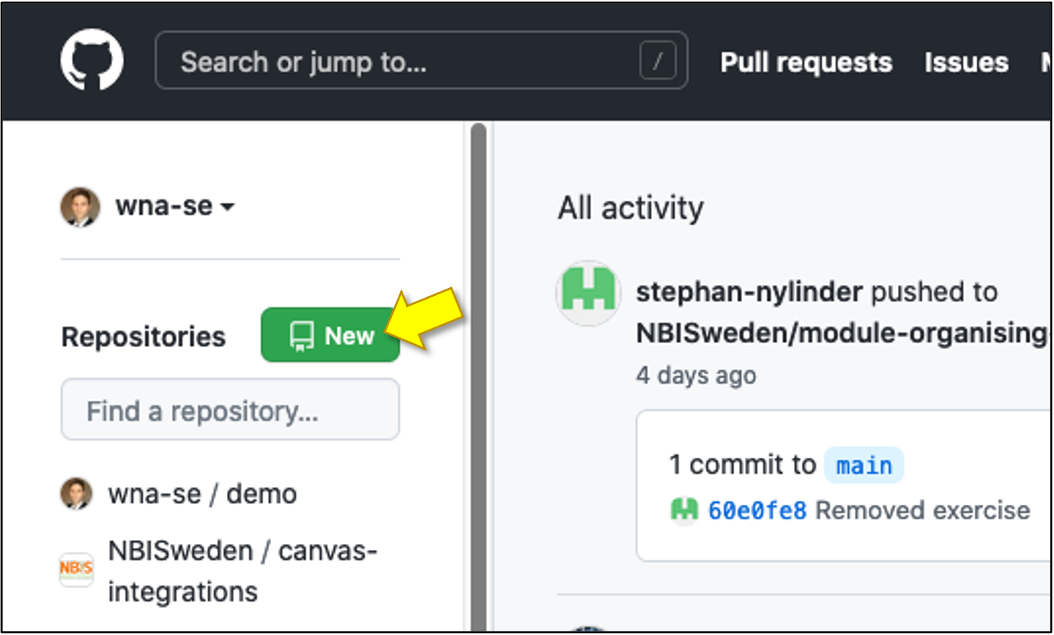 Search or jump to...
/
Pull requests
Issues
wna-se
Repositories
New
Find a repository...
wna-se / demo
NBIS
NBISweden / canvas-
integrations
All activity
stephan-nylinder pushed to
NBISweden/module-organising
4 days ago
1 commit to main
60e0fe8 Removed exercise